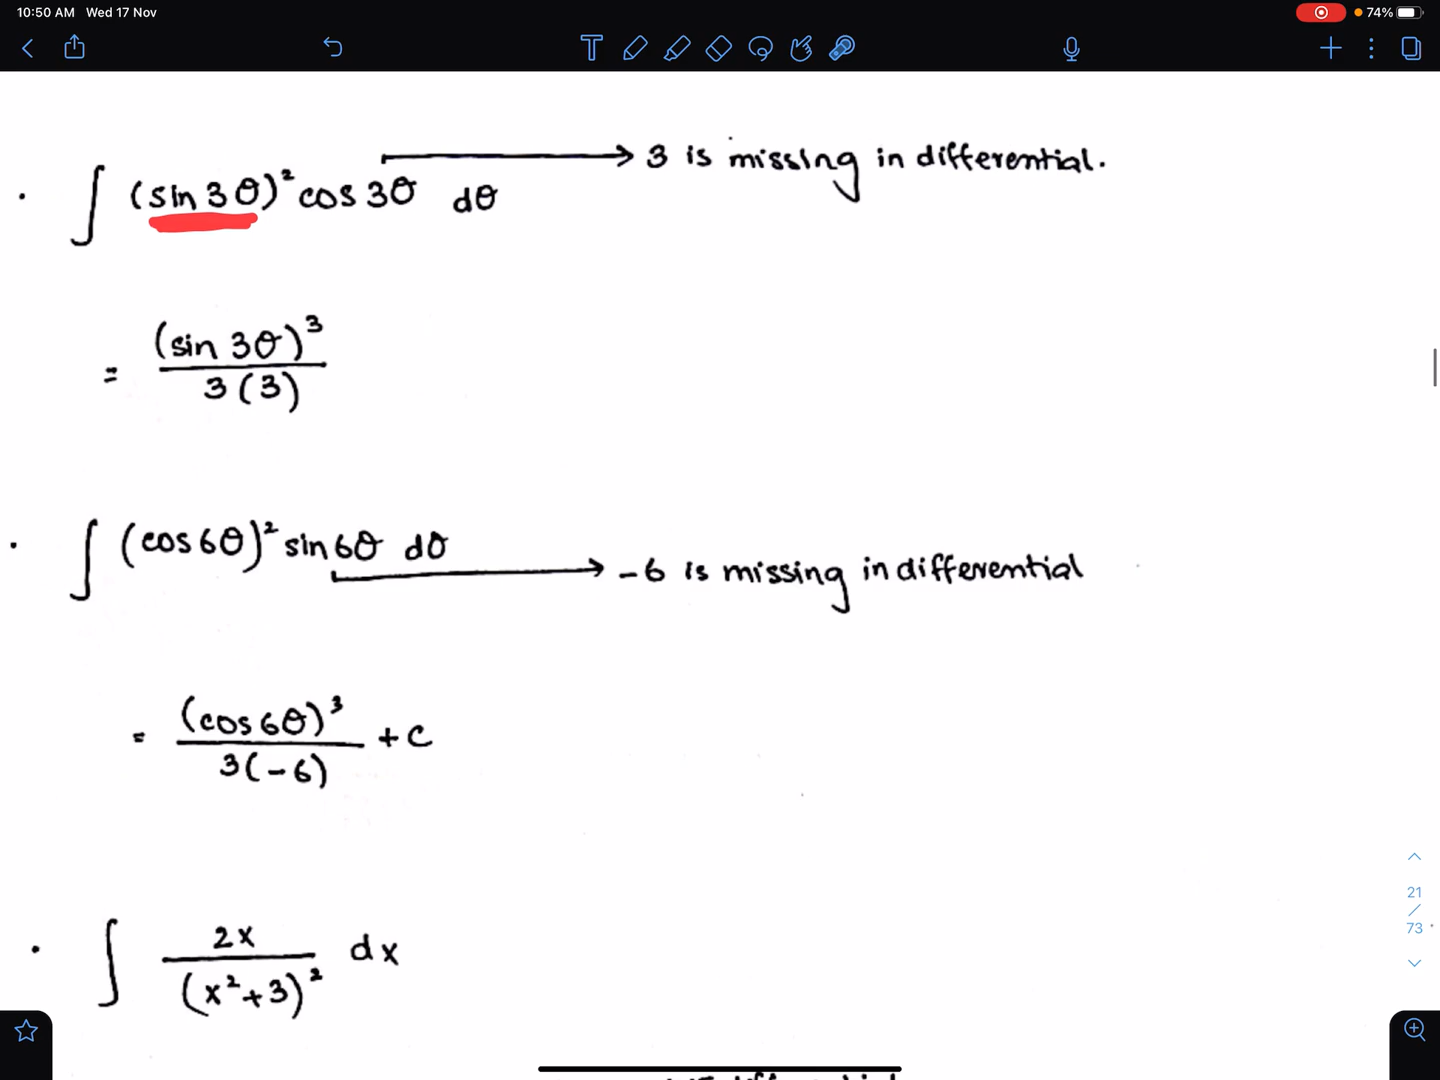 10:50 AM Wed 17 Nov
74%
T
• ∫ (sin 3θ)² cos 3θ dθ → 3 is missing in differential.
= (sin 3θ)³ / 3(3)
• ∫ (cos 6θ)² sin 6θ dθ → -6 is missing in differential
= (cos 6θ)³ / 3(-6) + c
• ∫ 2x / (x² + 3)² dx
21
/
73